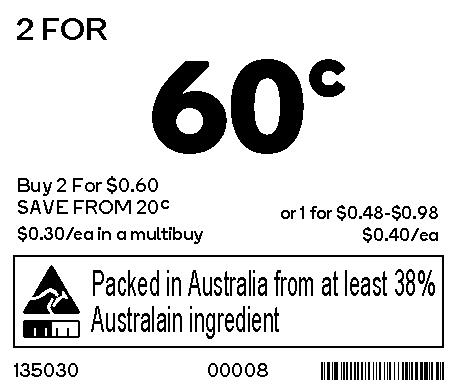 2 FOR
60c
Buy 2 For $0.60
SAVE FROM 20c
$0.30/ea in a multibuy
or 1 for $0.48-$0.98
$0.40/ea
Packed in Australia from at least 38%
Australain ingredient
135030
00008